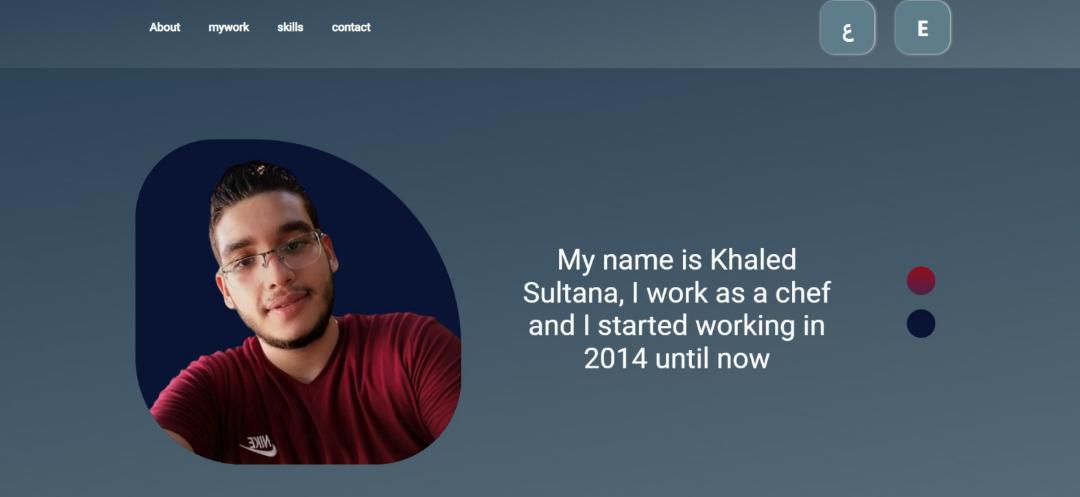 About mywork skills contact ع E
My name is Khaled
Sultana, I work as a chef
and I started working in
2014 until now
NIKE